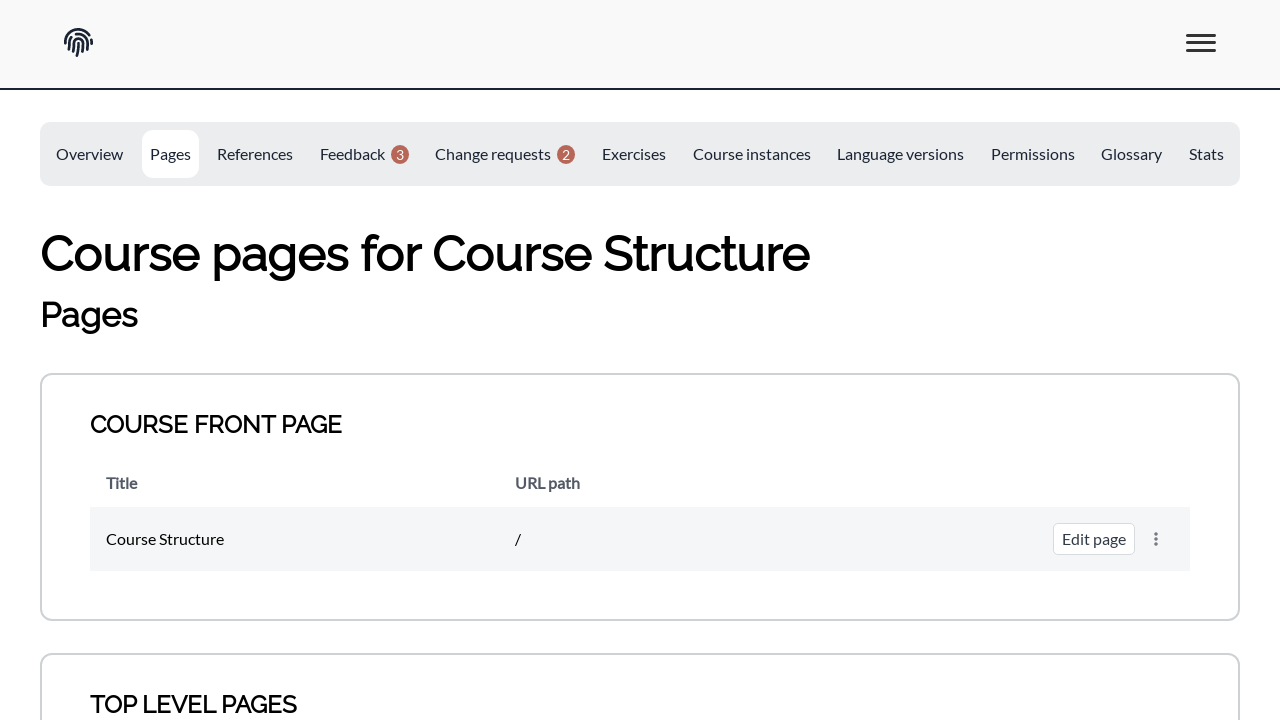 Overview Pages References Feedback 3 Change requests 2 Exercises Course instances Language versions Permissions Glossary Stats
Course pages for Course Structure
Pages
COURSE FRONT PAGE
Title URL path
Course Structure / Edit page
TOP LEVEL PAGES